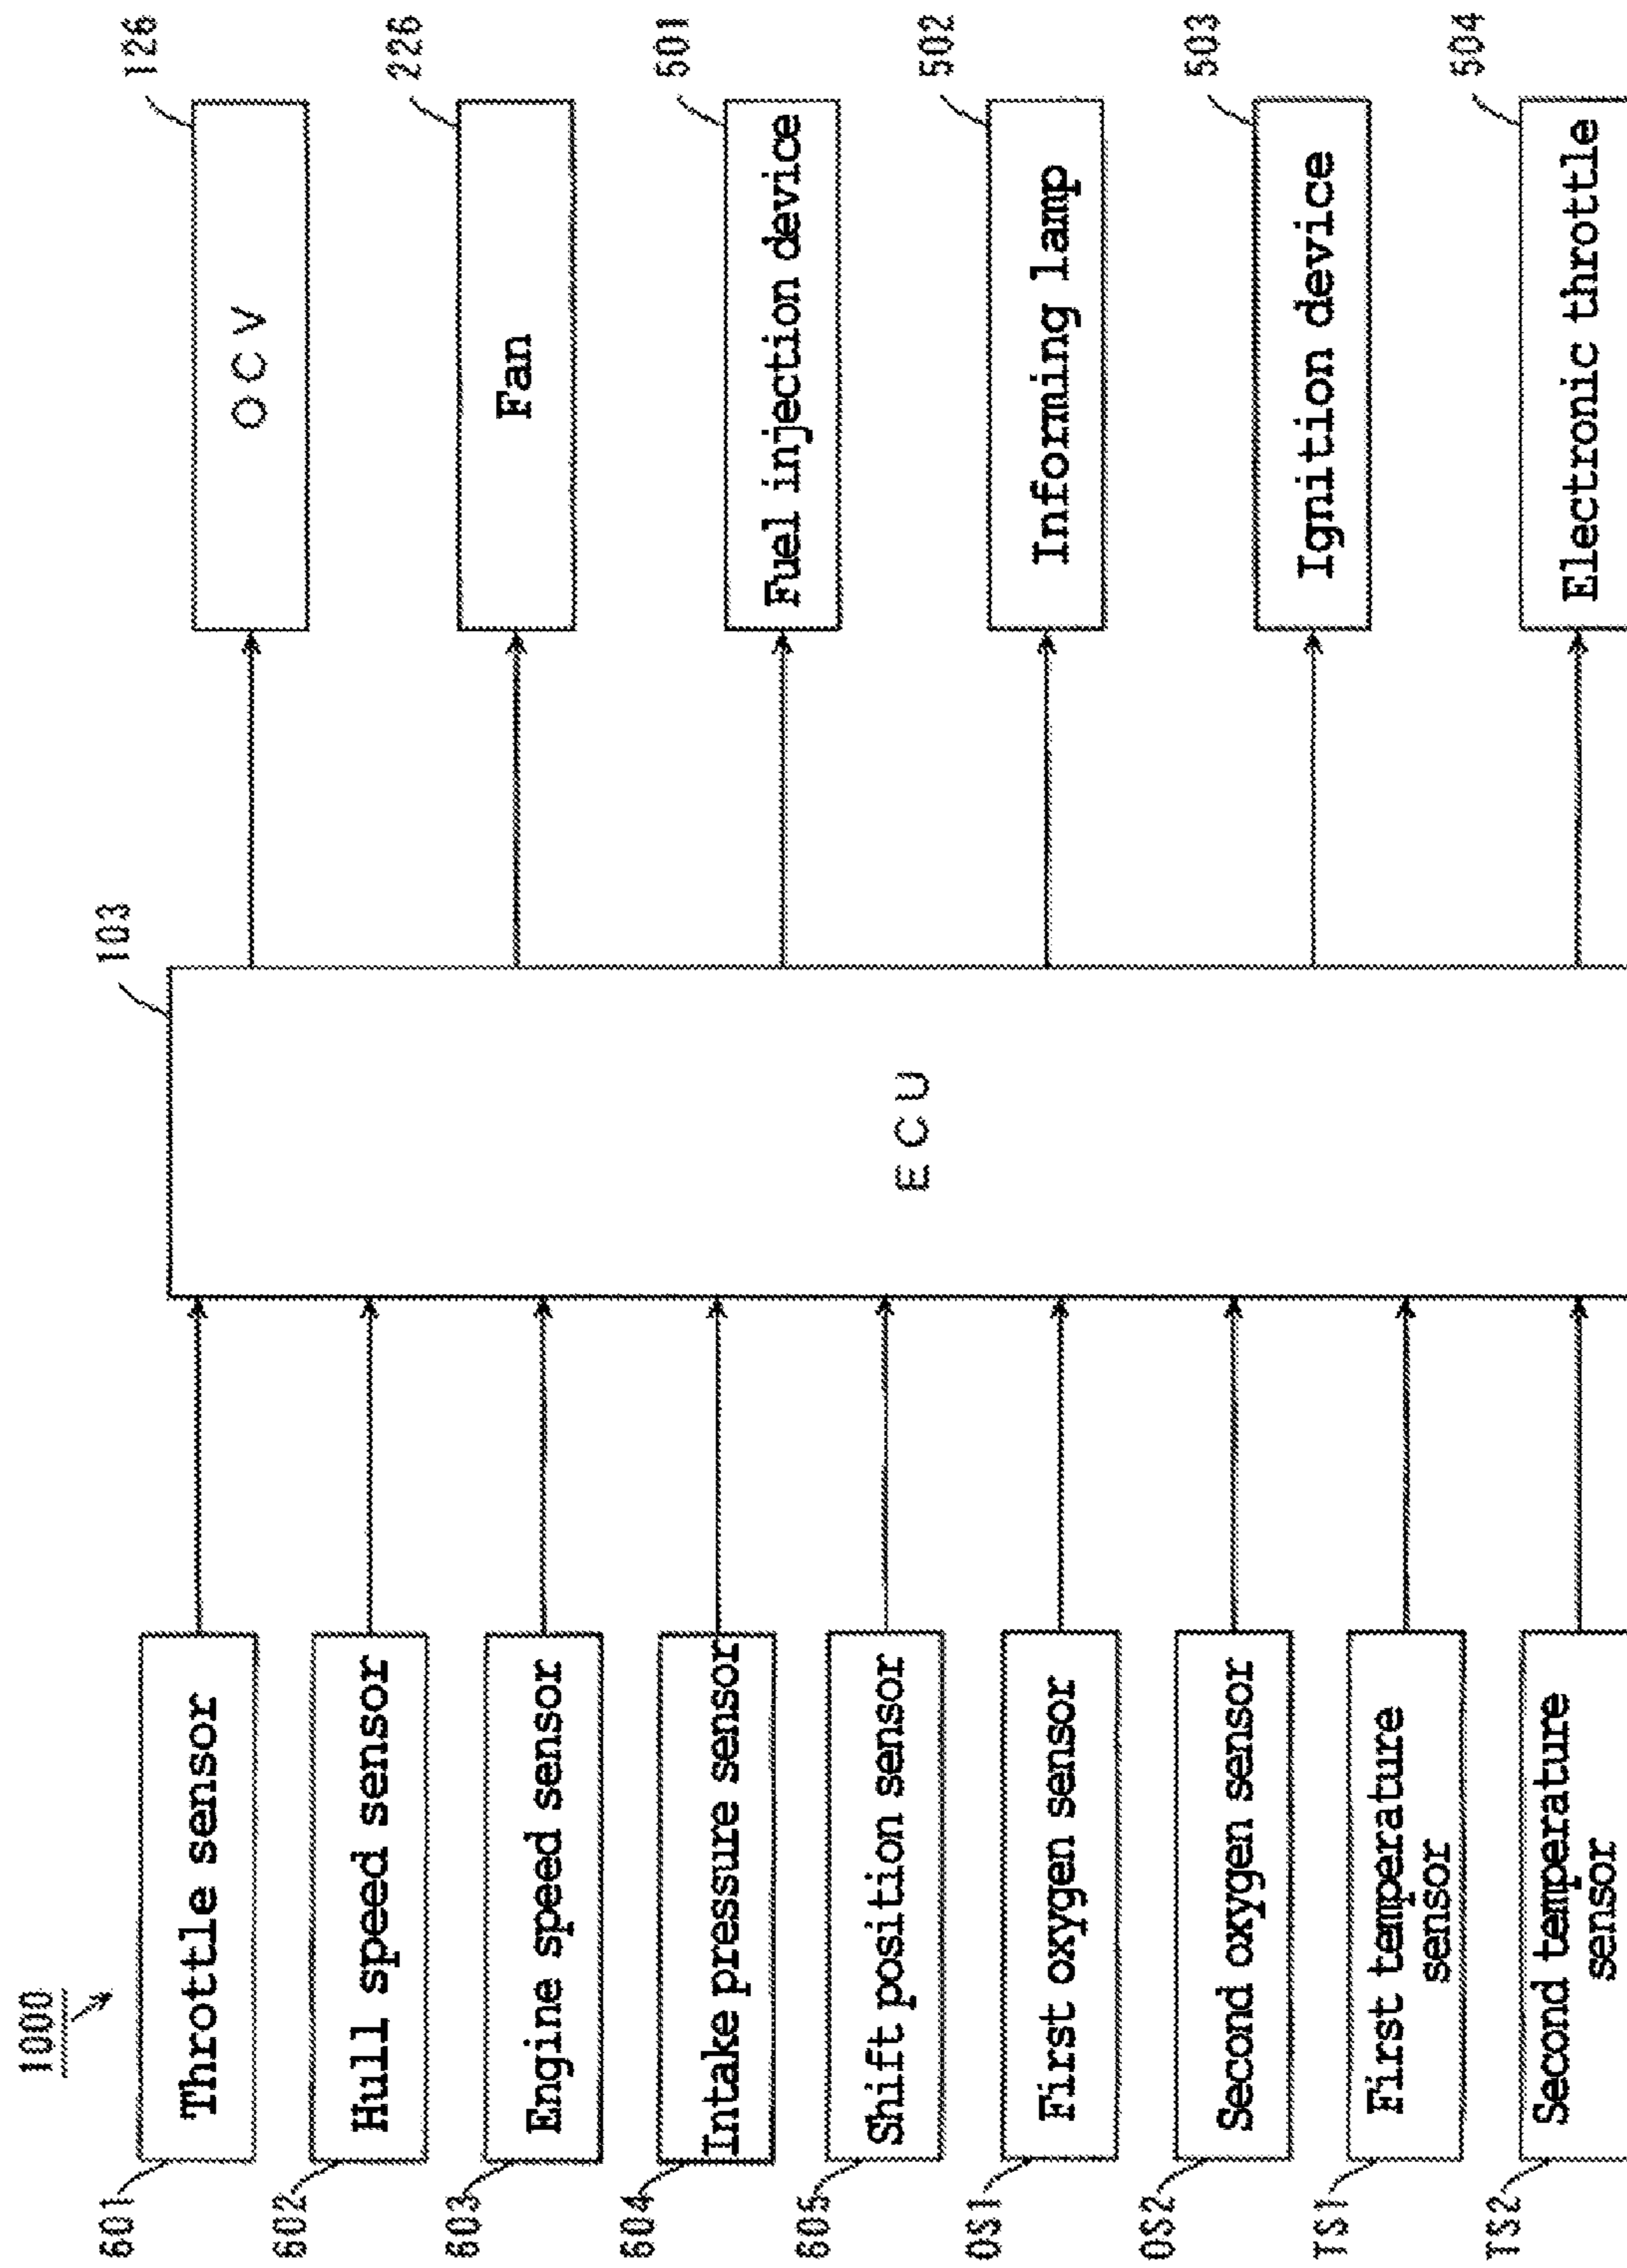 1000
601
Throttle sensor
602
Hull speed sensor
603
Engine speed sensor
604
Intake pressure sensor
605
Shift position sensor
OS1
First oxygen sensor
OS2
Second oxygen sensor
TS1
First temperature
sensor
TS2
Second temperature
sensor
103
ECU
126
OCV
226
Fan
501
Fuel injection device
502
Informing lamp
503
Ignition device
504
Electronic throttle